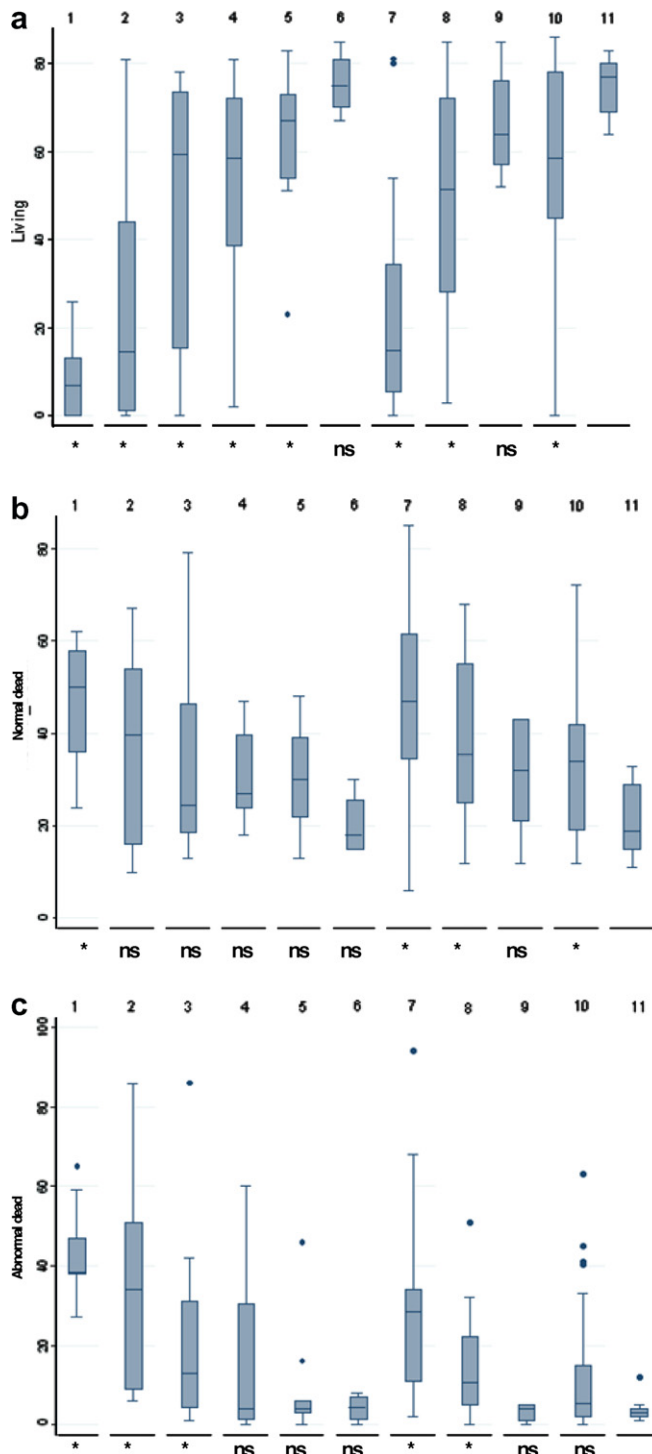 a
1 2 3 4 5 6 7 8 9 10 11
80
60
Living
40
20
0
* * * * * ns * * ns *
b
1 2 3 4 5 6 7 8 9 10 11
80
60
Normal dead
40
20
0
* ns ns ns ns ns * * ns *
c
1 2 3 4 5 6 7 8 9 10 11
100
80
60
Abnormal dead
40
20
0
* * * ns ns ns * * ns ns